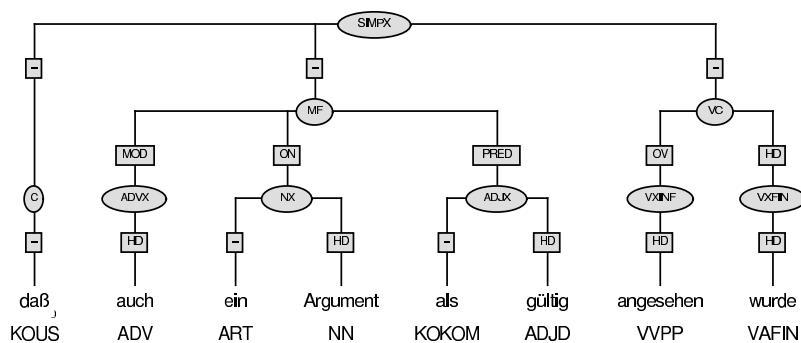 SIMPX
- - -
MF VC
MOD ON PRED OV HD
C ADVX NX ADJX VXINF VXFIN
- HD - HD - HD HD HD
daß auch ein Argument als gültig angesehen wurde
KOUS ADV ART NN KOKOM ADJD VVPP VAFIN